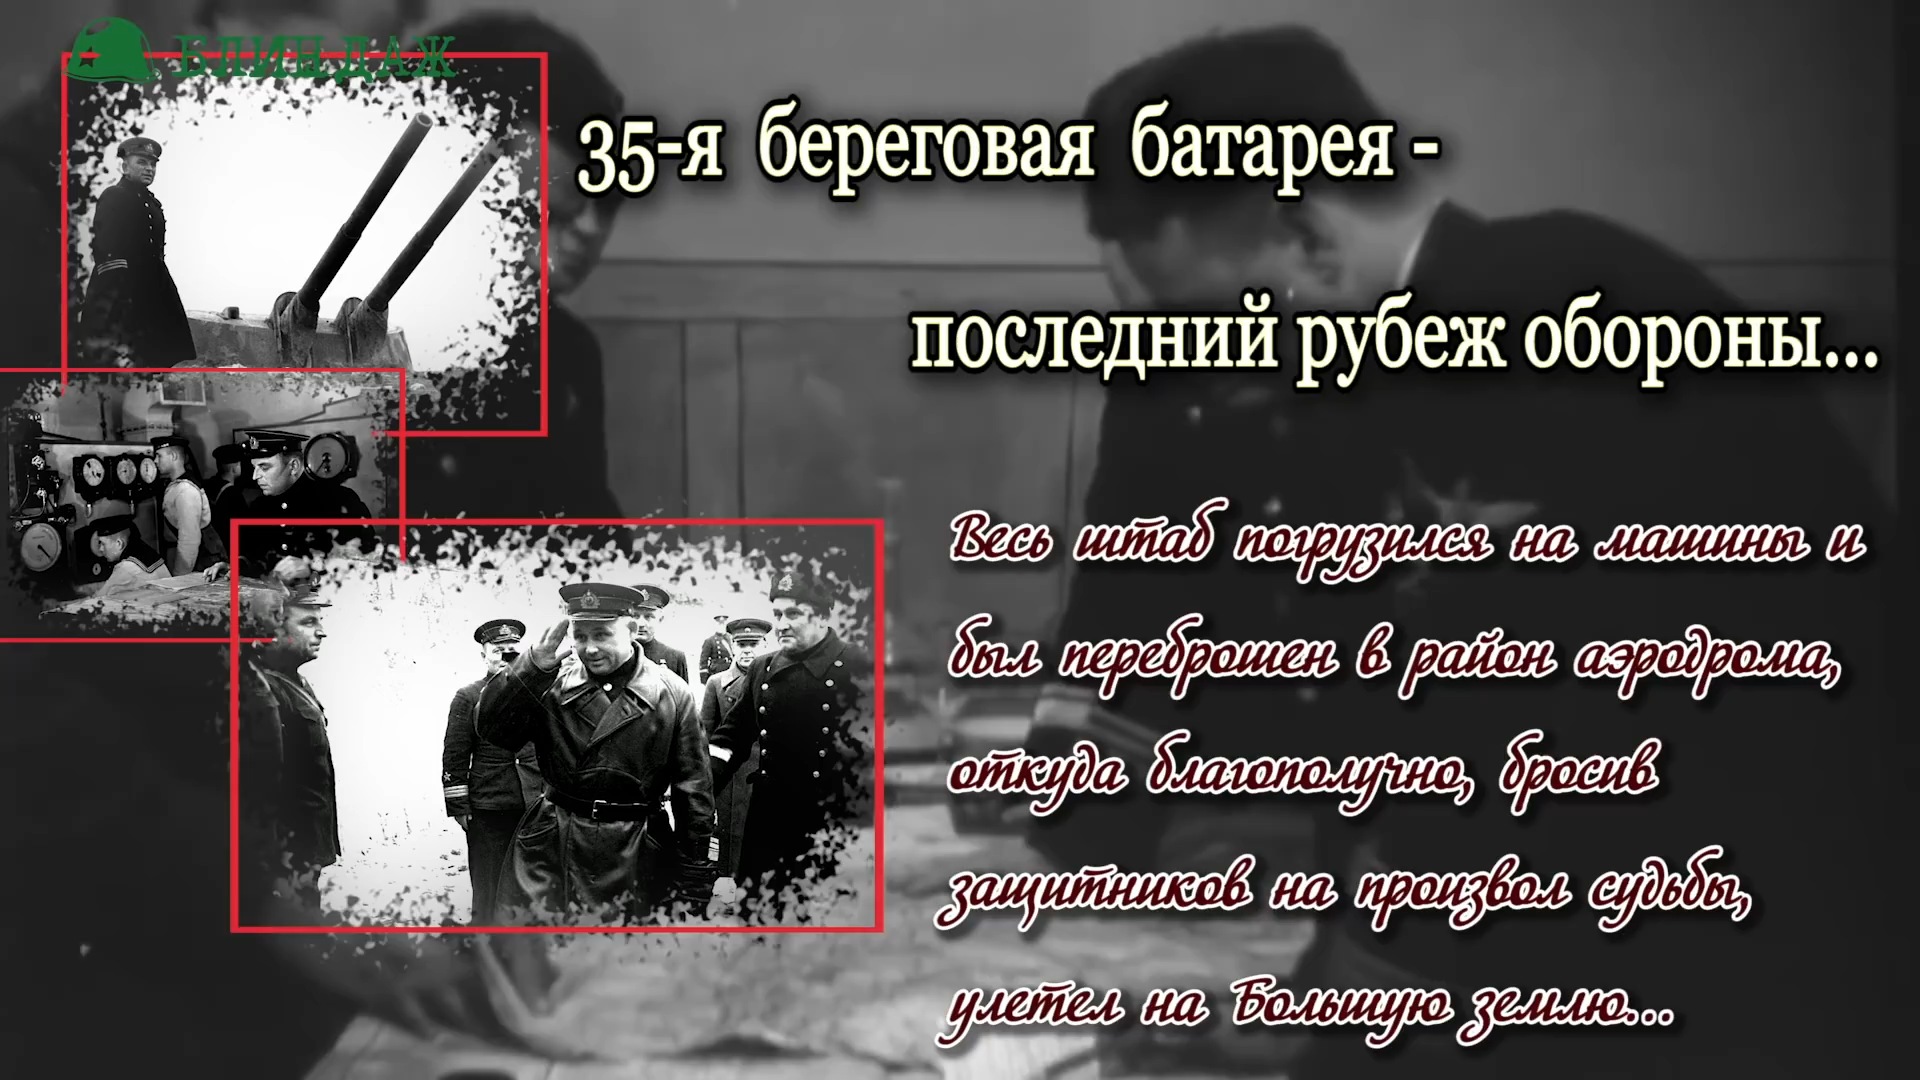 БЛИНДАЖ
35-я береговая батарея -
последний рубеж обороны...
Весь штаб погрузился на машины и
был переброшен в район аэродрома,
откуда благополучно, бросив
защитников на произвол судьбы,
улетел на Большую землю...